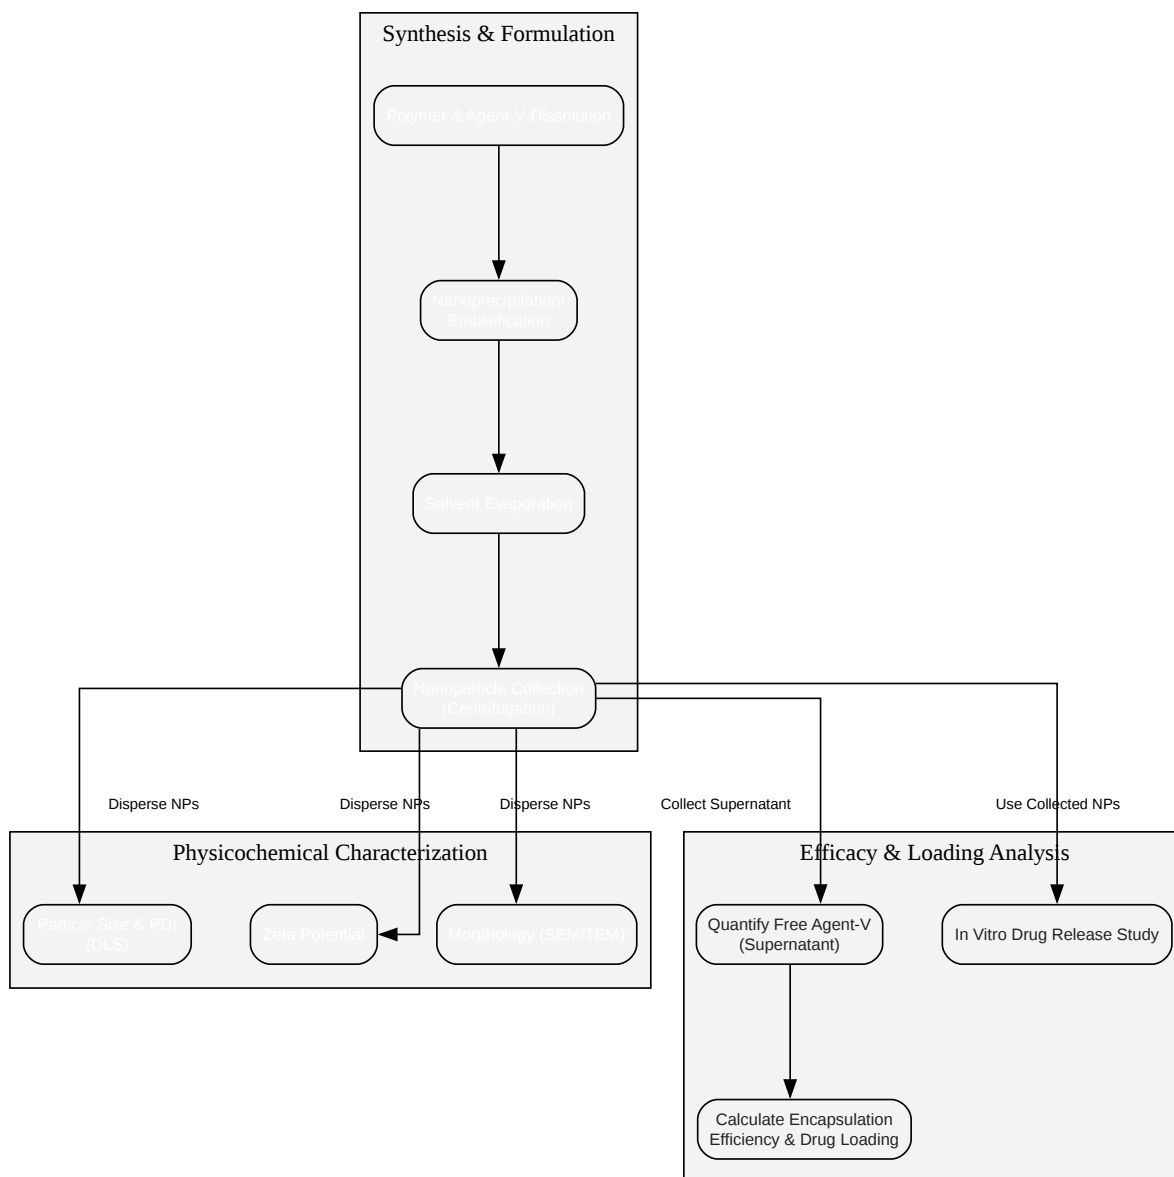 Synthesis & Formulation
Polymer & Agent-V Dissolution
Nanoprecipitation/
Emulsification
Solvent Evaporation
Nanoparticle Collection
(Centrifugation)
Disperse NPs
Disperse NPs
Disperse NPs
Collect Supernatant
Use Collected NPs
Physicochemical Characterization
Particle Size & PDI
(DLS)
Zeta Potential
Morphology (SEM/TEM)
Efficacy & Loading Analysis
Quantify Free Agent-V
(Supernatant)
In Vitro Drug Release Study
Calculate Encapsulation
Efficiency & Drug Loading